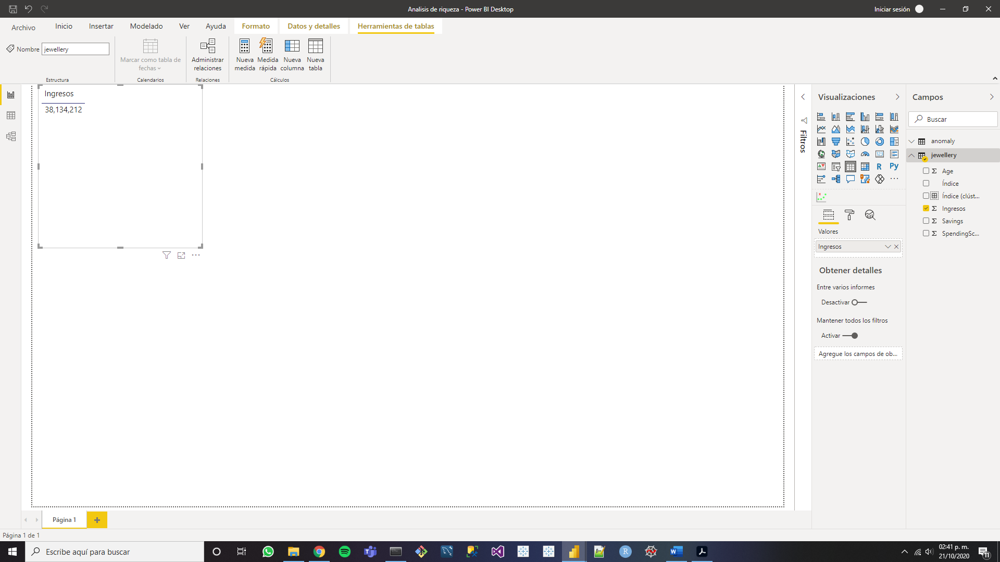 Analisis de riqueza - Power BI Desktop
Iniciar sesión
Archivo
Inicio
Insertar
Modelado
Ver
Ayuda
Formato
Datos y detalles
Herramientas de tablas
Nombre
jewellery
Marcar como tabla de
fechas
Administrar
relaciones
Nueva
medida
Medida
rápida
Nueva
columna
Nueva
tabla
Estructura
Calendarios
Relaciones
Cálculos
Ingresos
38,134,212
Filtros
Visualizaciones
123
R
Py
Valores
Ingresos
Obtener detalles
Entre varios informes
Desactivar
Mantener todos los filtros
Activar
Agregue los campos de ob...
Campos
Buscar
anomaly
jewellery
Age
Índice
Índice (clúst...
Ingresos
Savings
SpendingSc...
Página 1
Página 1 de 1
Escribe aquí para buscar
02:41 p. m.
21/10/2020
11